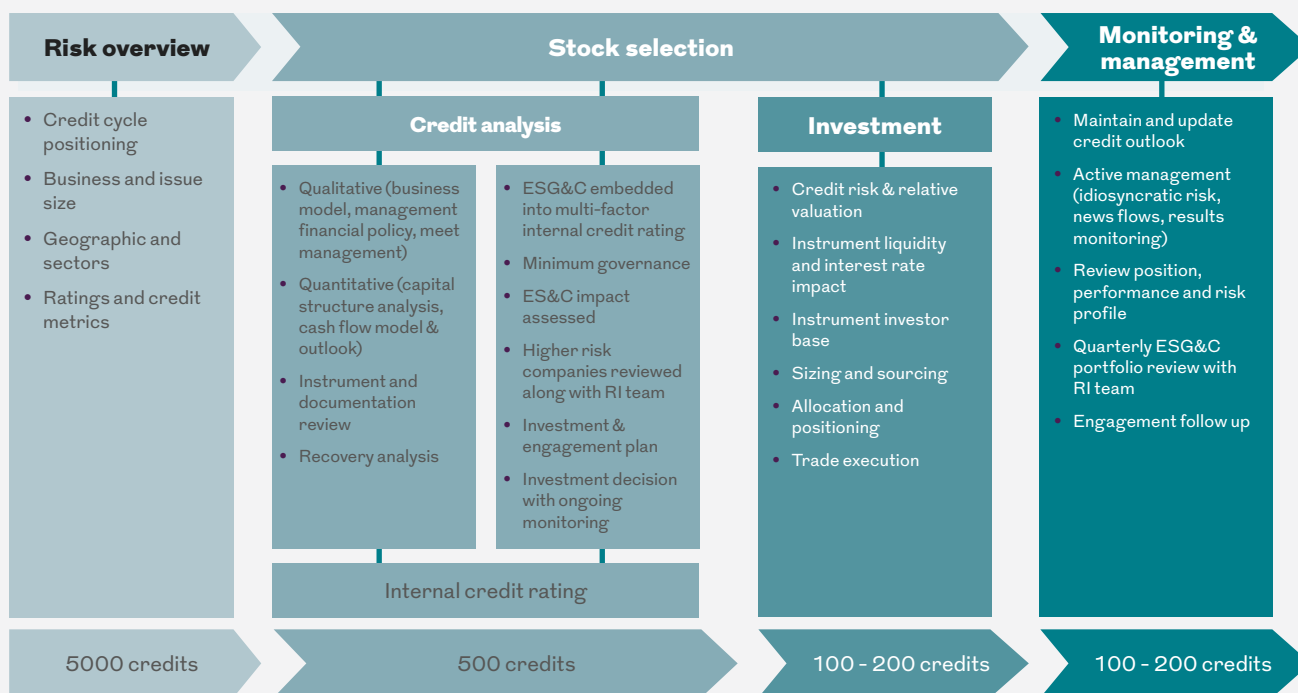 Risk overview
Stock selection
Monitoring &
management
• Credit cycle
positioning
• Business and issue
size
• Geographic and
sectors
• Ratings and credit
metrics
Credit analysis
• Qualitative (business
model, management
financial policy, meet
management)
• Quantitative (capital
structure analysis,
cash flow model &
outlook)
• Instrument and
documentation
review
• Recovery analysis
• ESG&C embedded
into multi-factor
internal credit rating
• Minimum governance
• ES&C impact
assessed
• Higher risk
companies reviewed
along with RI team
• Investment &
engagement plan
• Investment decision
with ongoing
monitoring
Internal credit rating
Investment
• Credit risk & relative
valuation
• Instrument liquidity
and interest rate
impact
• Instrument investor
base
• Sizing and sourcing
• Allocation and
positioning
• Trade execution
• Maintain and update
credit outlook
• Active management
(idiosyncratic risk,
news flows, results
monitoring)
• Review position,
performance and risk
profile
• Quarterly ESG&C
portfolio review with
RI team
• Engagement follow up
5000 credits
500 credits
100 - 200 credits
100 - 200 credits